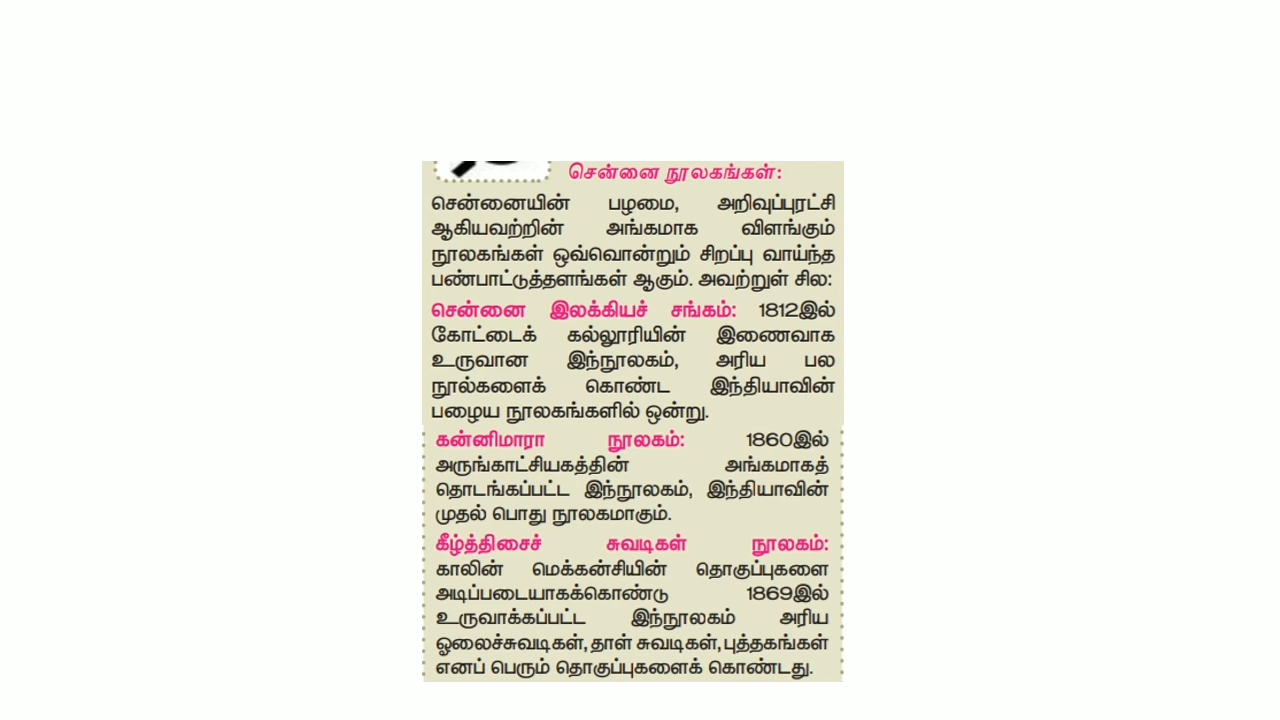 சென்னை நூலகங்கள்:
சென்னையின் பழமை, அறிவுப்புரட்சி
ஆகியவற்றின் அங்கமாக விளங்கும்
நூலகங்கள் ஒவ்வொன்றும் சிறப்பு வாய்ந்த
பண்பாட்டுத்தளங்கள் ஆகும். அவற்றுள் சில:
சென்னை இலக்கியச் சங்கம்: 1812இல்
கோட்டைக் கல்லூரியின் இணைவாக
உருவான இந்நூலகம், அரிய பல
நூல்களைக் கொண்ட இந்தியாவின்
பழைய நூலகங்களில் ஒன்று.
கன்னிமாரா நூலகம்: 1860இல்
அருங்காட்சியகத்தின் அங்கமாகத்
தொடங்கப்பட்ட இந்நூலகம், இந்தியாவின்
முதல் பொது நூலகமாகும்.
கீழ்த்திசைச் சுவடிகள் நூலகம்:
காலின் மெக்கன்சியின் தொகுப்புகளை
அடிப்படையாகக்கொண்டு 1869இல்
உருவாக்கப்பட்ட இந்நூலகம் அரிய
ஓலைச்சுவடிகள், தாள் சுவடிகள், புத்தகங்கள்
எனப் பெரும் தொகுப்புகளைக் கொண்டது.